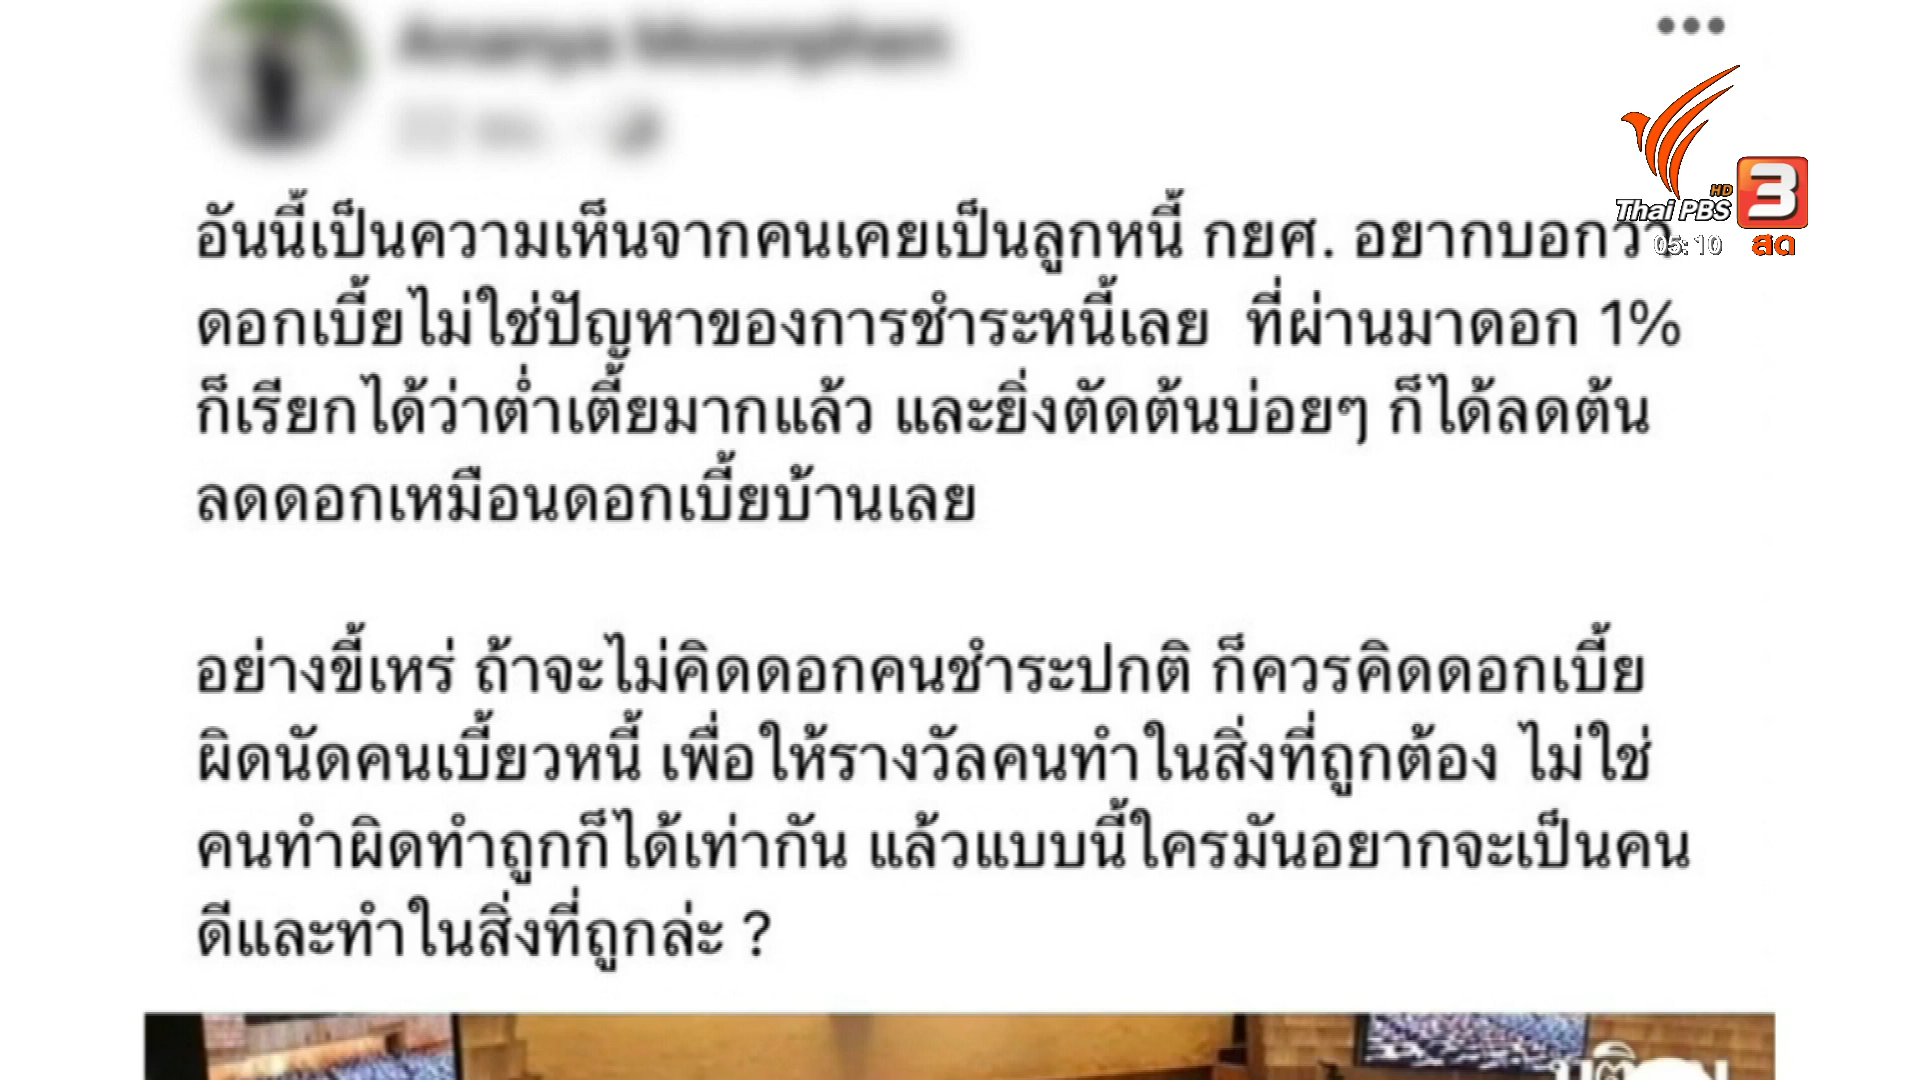 อันนี้เป็นความเห็นจากคนเคยเป็นลูกหนี้ กยศ. อยากบอกว่า
ดอกเบี้ยไม่ใช่ปัญหาของการชำระหนี้เลย ที่ผ่านมาดอก 1%
ก็เรียกได้ว่าต่ำเตี้ยมากแล้ว และยิ่งตัดต้นบ่อยๆ ก็ได้ลดต้น
ลดดอกเหมือนดอกเบี้ยบ้านเลย
อย่างขี้เหร่ ถ้าจะไม่คิดดอกคนชำระปกติ ก็ควรคิดดอกเบี้ย
ผิดนัดคนเบี้ยวหนี้ เพื่อให้รางวัลคนทำในสิ่งที่ถูกต้อง ไม่ใช่
คนทำผิดทำถูกก็ได้เท่ากัน แล้วแบบนี้ใครมันอยากจะเป็นคน
ดีและทำในสิ่งที่ถูกล่ะ ?
HD
Thai PBS 3
05:10 สด